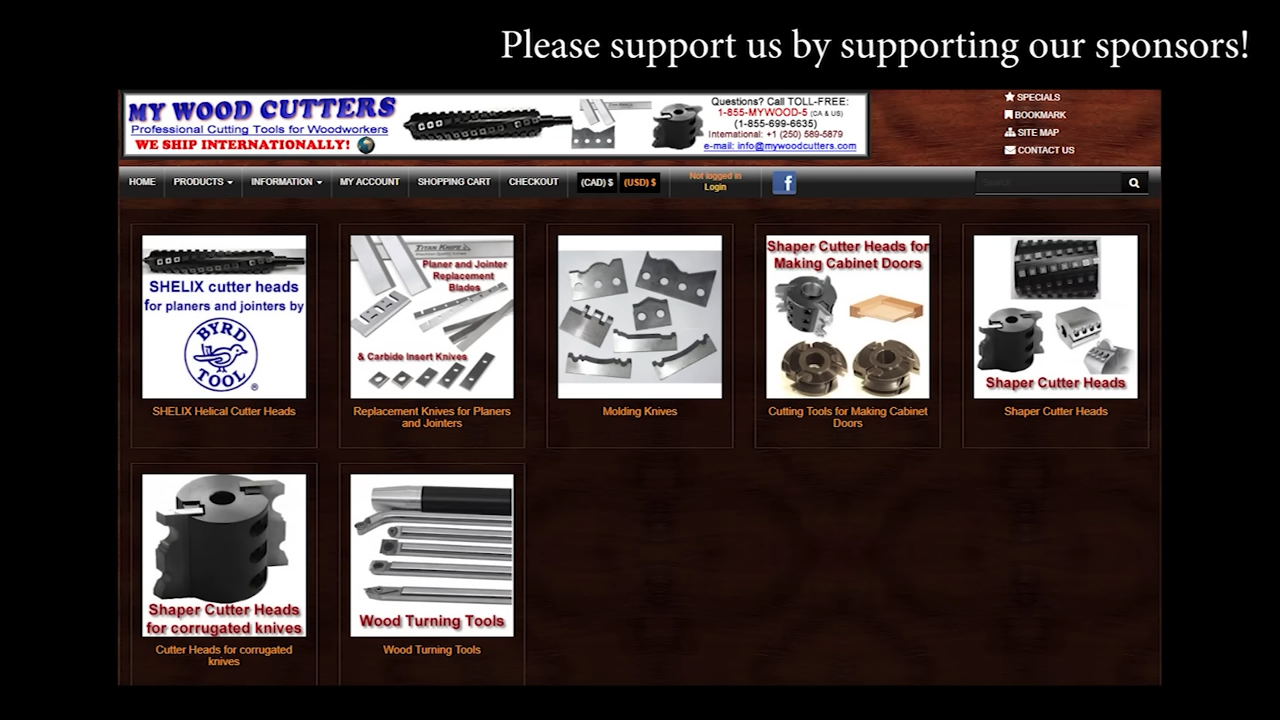 Please support us by supporting our sponsors!
MY WOOD CUTTERS
Professional Cutting Tools for Woodworkers
WE SHIP INTERNATIONALLY!
TITAN KNIFE
Questions? Call TOLL-FREE:
1-855-MYWOOD-5 (CA & US)
(1-855-699-6635)
International: +1 (250) 589-5879
e-mail: info@mywoodcutters.com
SPECIALS
BOOKMARK
SITE MAP
CONTACT US
HOME PRODUCTS INFORMATION MY ACCOUNT SHOPPING CART CHECKOUT (CAD) $ (USD) $
Not logged in
Login
f
Search
SHELIX cutter heads
for planers and jointers by
BYRD
TOOL
®
SHELIX Helical Cutter Heads
TITAN KNIFE
Planer and Jointer
Replacement
Blades
& Carbide Insert Knives
Replacement Knives for Planers
and Jointers
Molding Knives
Shaper Cutter Heads for
Making Cabinet Doors
Cutting Tools for Making Cabinet
Doors
Shaper Cutter Heads
Shaper Cutter Heads
Shaper Cutter Heads
for corrugated knives
Cutter Heads for corrugated
knives
Wood Turning Tools
Wood Turning Tools